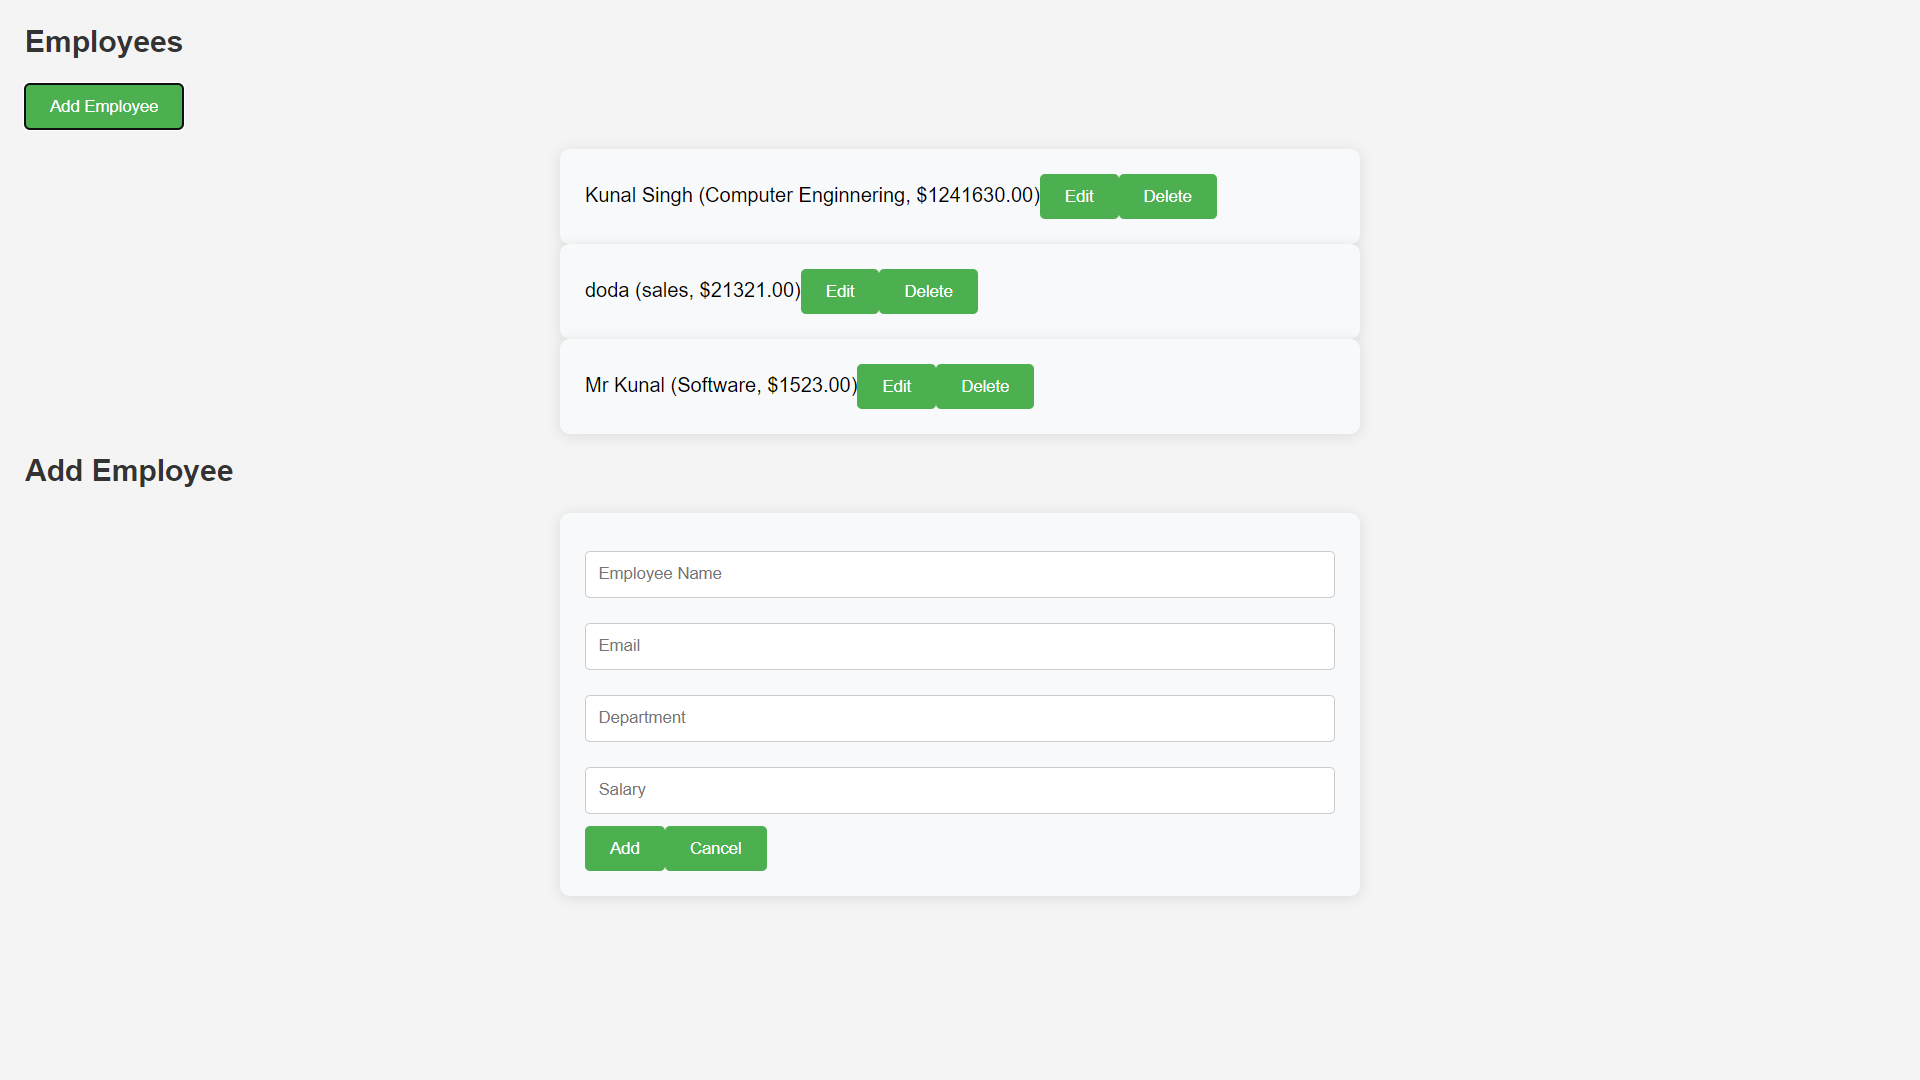 Employees
Add Employee
Kunal Singh (Computer Enginnering, $1241630.00) Edit Delete
doda (sales, $21321.00) Edit Delete
Mr Kunal (Software, $1523.00) Edit Delete
Add Employee
Employee Name
Email
Department
Salary
Add Cancel